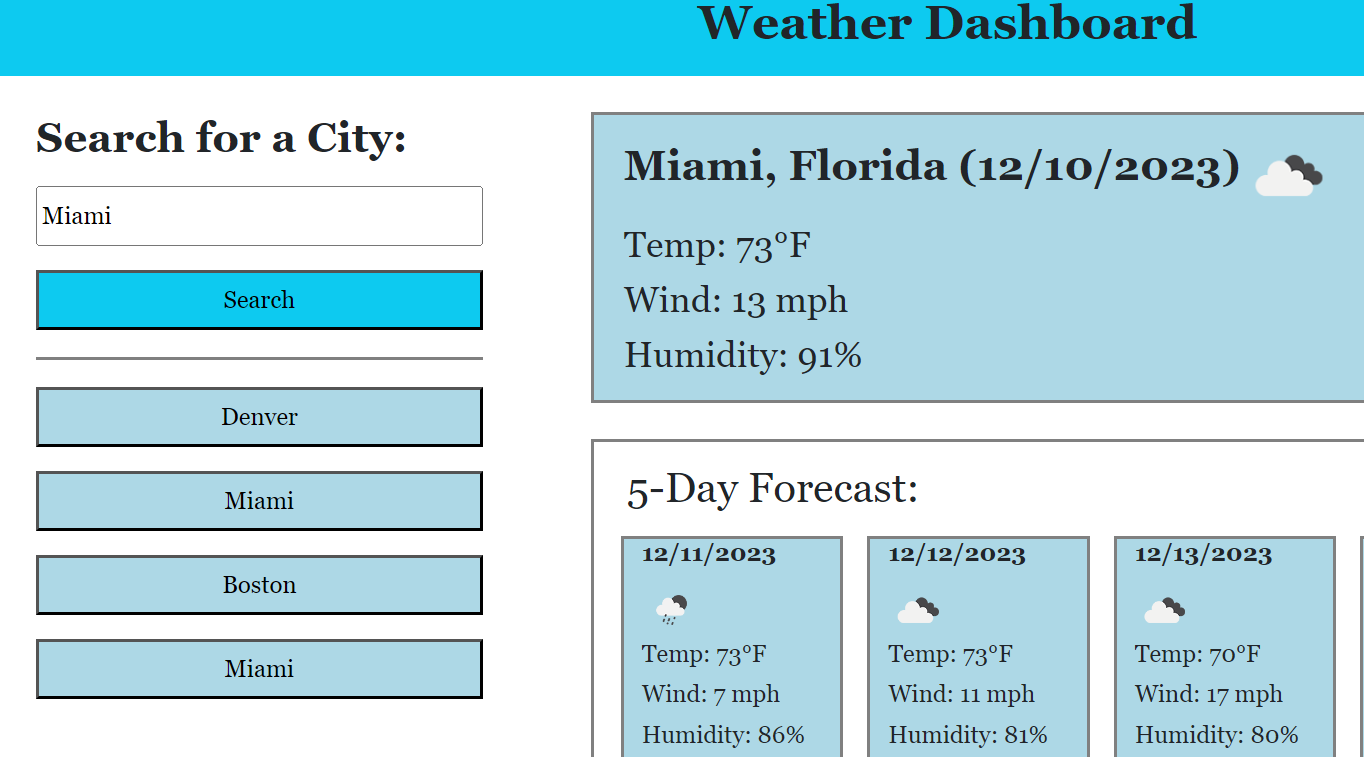 Weather Dashboard
Search for a City:
Miami
Search
Denver
Miami
Boston
Miami
Miami, Florida (12/10/2023)
Temp: 73°F
Wind: 13 mph
Humidity: 91%
5-Day Forecast:
12/11/2023
Temp: 73°F
Wind: 7 mph
Humidity: 86%
12/12/2023
Temp: 73°F
Wind: 11 mph
Humidity: 81%
12/13/2023
Temp: 70°F
Wind: 17 mph
Humidity: 80%